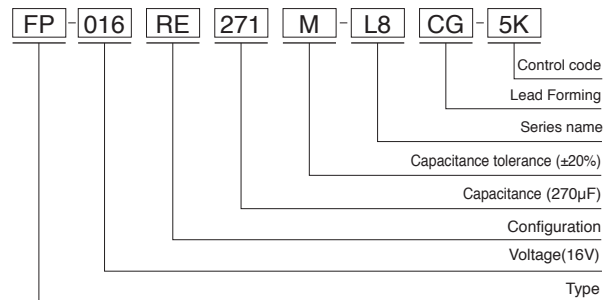 FP-016 RE 271 M-L8 CG-5K
Control code
Lead Forming
Series name
Capacitance tolerance (±20%)
Capacitance (270μF)
Configuration
Voltage(16V)
Type